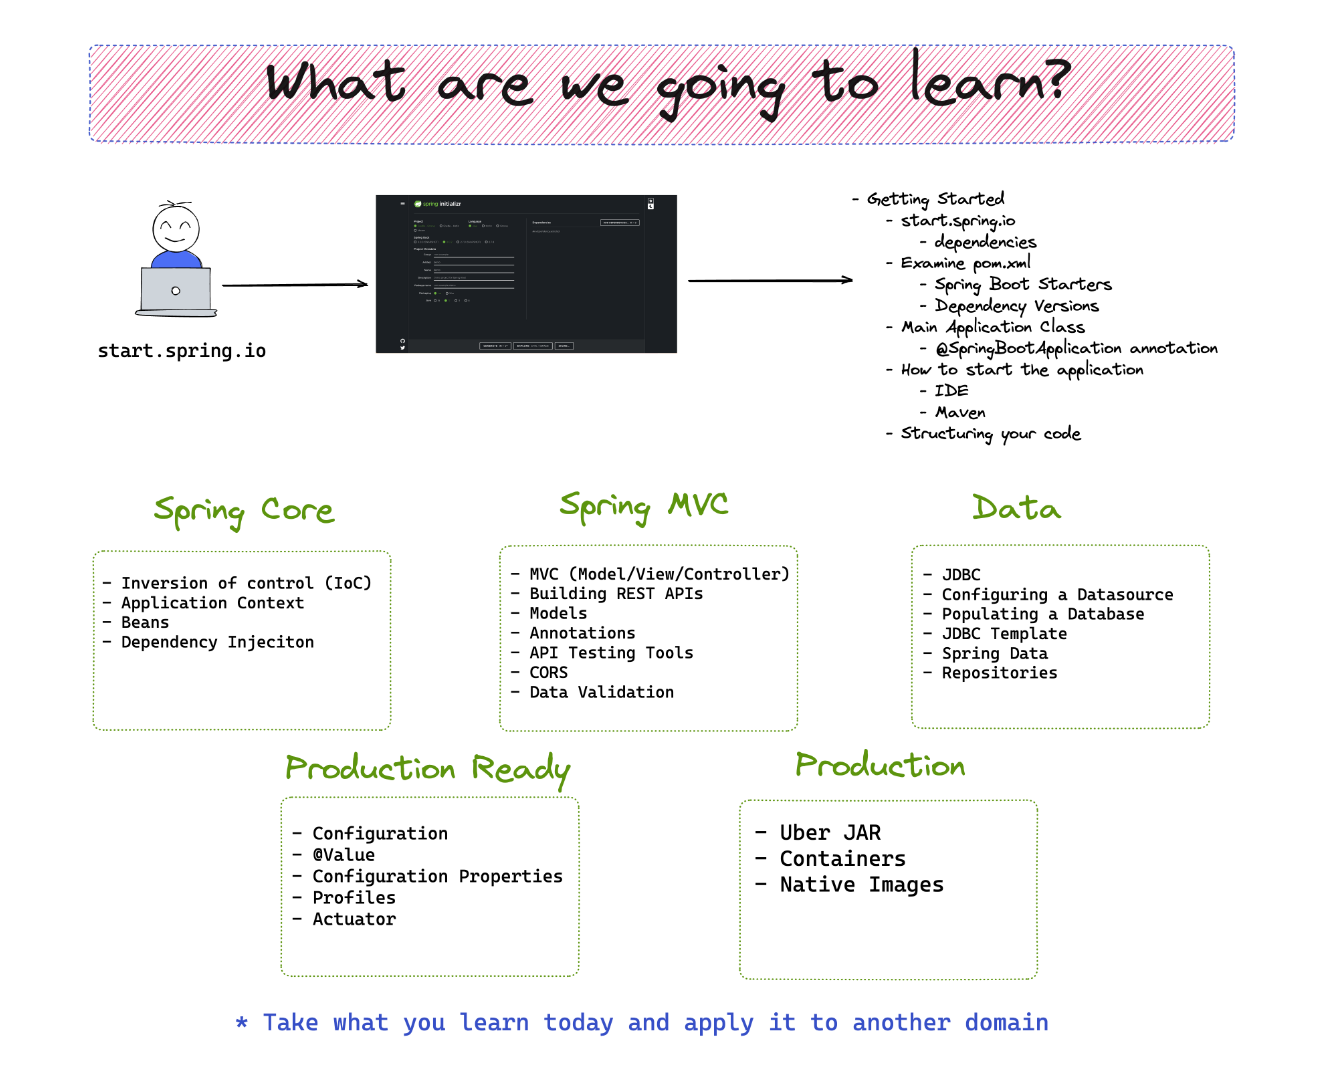 What are we going to learn?
spring initializr
start.spring.io
- Getting Started
- start.spring.io
- dependencies
- Examine pom.xml
- Spring Boot Starters
- Dependency Versions
- Main Application Class
- @SpringBootApplication annotation
- How to start the application
- IDE
- Maven
- Structuring your code
Spring Core
- Inversion of control (IoC)
- Application Context
- Beans
- Dependency Injeciton
Spring MVC
- MVC (Model/View/Controller)
- Building REST APIs
- Models
- Annotations
- API Testing Tools
- CORS
- Data Validation
Data
- JDBC
- Configuring a Datasource
- Populating a Database
- JDBC Template
- Spring Data
- Repositories
Production Ready
- Configuration
- @Value
- Configuration Properties
- Profiles
- Actuator
Production
- Uber JAR
- Containers
- Native Images
* Take what you learn today and apply it to another domain